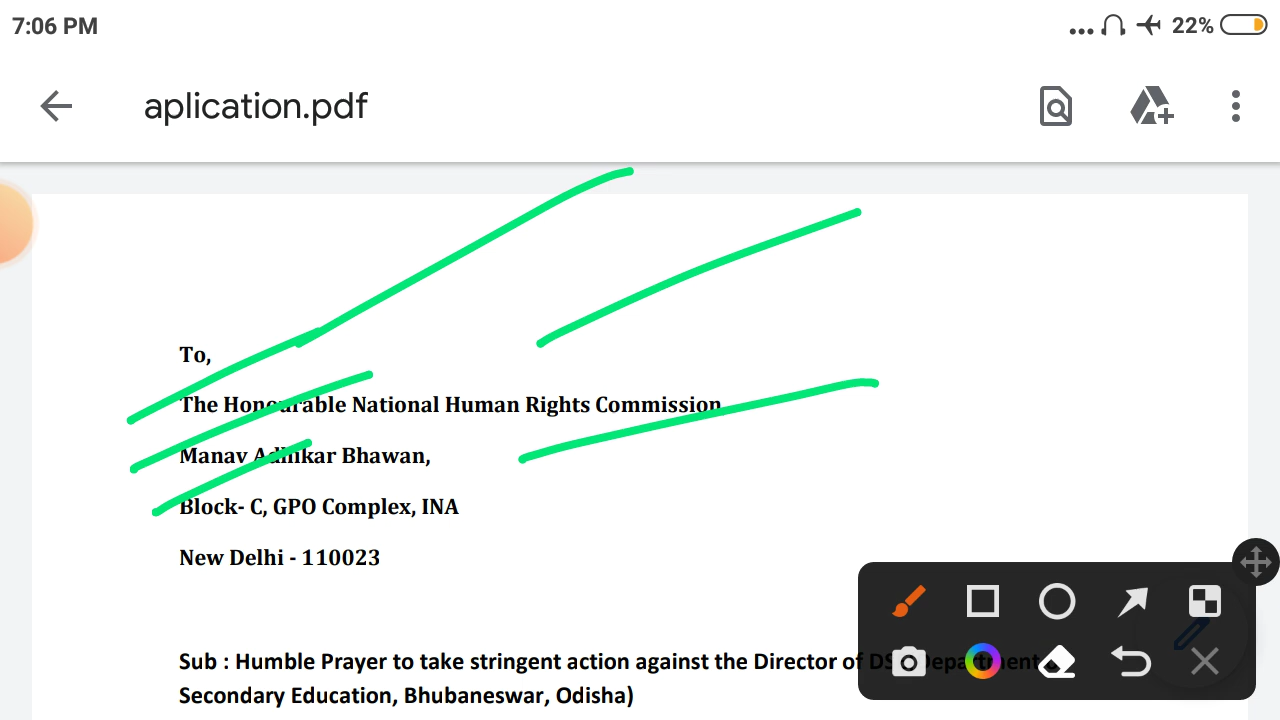 7:06 PM
22%
aplication.pdf
To,
The Honourable National Human Rights Commission
Manav Adhikar Bhawan,
Block- C, GPO Complex, INA
New Delhi - 110023
Sub : Humble Prayer to take stringent action against the Director of
Secondary Education, Bhubaneswar, Odisha)